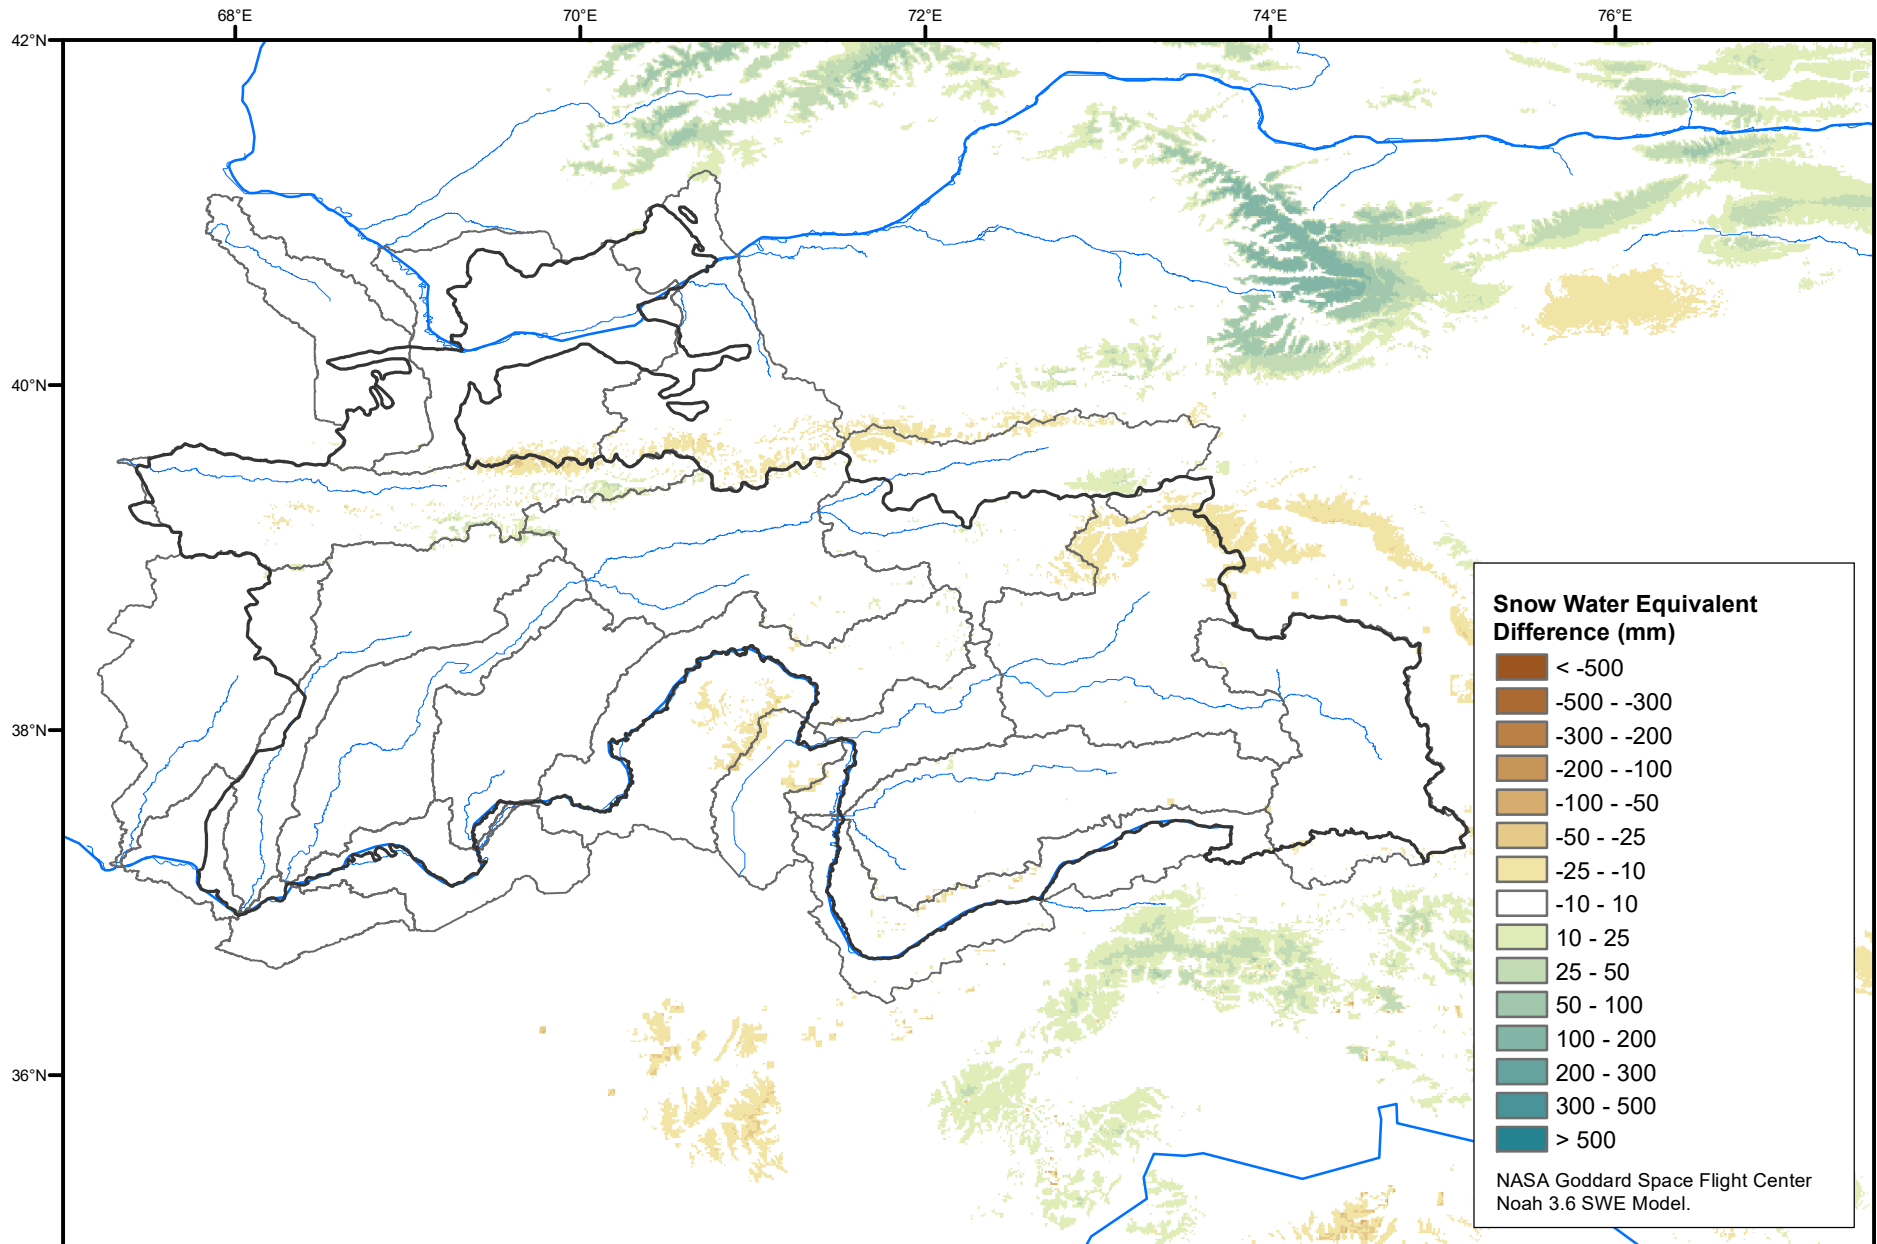 68°E
70°E
72°E
74°E
76°E
42°N
40°N
38°N
36°N
Snow Water Equivalent
Difference (mm)
< -500
-500 - -300
-300 - -200
-200 - -100
-100 - -50
-50 - -25
-25 - -10
-10 - 10
10 - 25
25 - 50
50 - 100
100 - 200
200 - 300
300 - 500
> 500
NASA Goddard Space Flight Center
Noah 3.6 SWE Model.